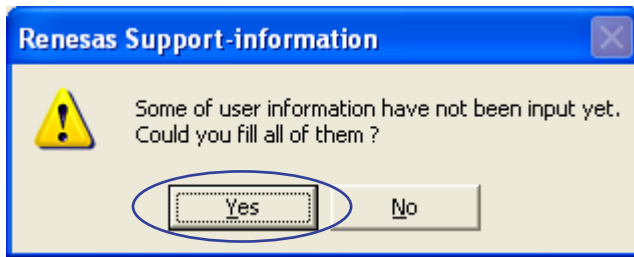 Renesas Support-information
Some of user information have not been input yet.
Could you fill all of them ?
Yes No